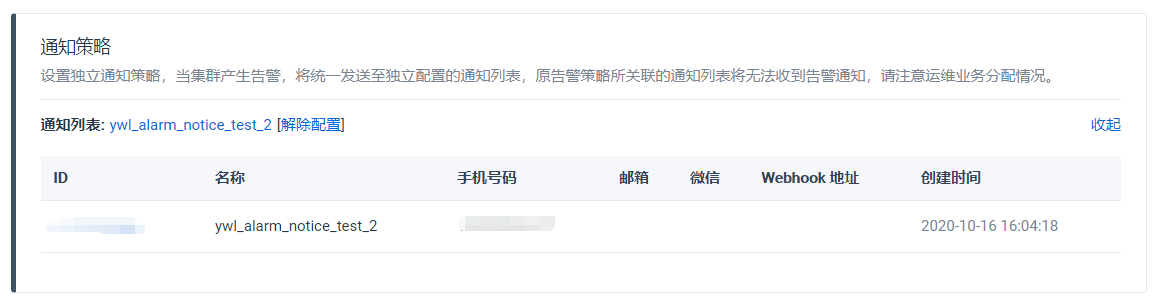 通知策略
设置独立通知策略，当集群产生告警，将统一发送至独立配置的通知列表，原告警策略所关联的通知列表将无法收到告警通知，请注意运维业务分配情况。
通知列表: ywl_alarm_notice_test_2 [解除配置] 收起
ID 名称 手机号码 邮箱 微信 Webhook 地址 创建时间
ywl_alarm_notice_test_2 2020-10-16 16:04:18